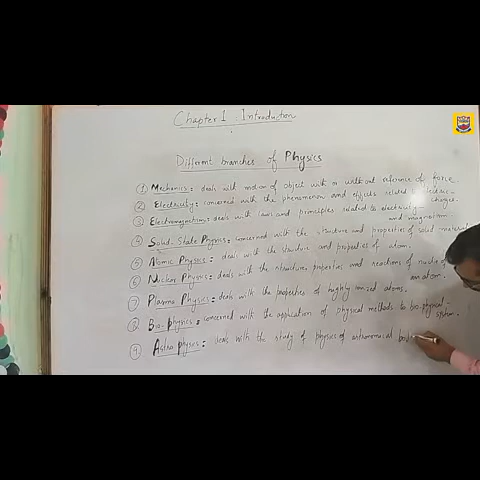 Chapter 1 Introduction
Different branches of Physics
① Mechanics: deals with motion of object with or without reference of force.
② Electricity: concerned with the phenomenon and effects related to electric-
charges.
③ Electromagnetism: deals with laws and principles related to electricity
and magnetism
④ Solid State Physics: concerned with the structure and properties of solid material
⑤ Atomic Physics: deals with the structure and properties of atom.
⑥ Nuclear Physics: deals with the structure, properties and reactions of nuclei of
an atom.
⑦ Plasma Physics: deals with the properties of highly ionized atoms.
⑧ Bio-physics: concerned with the application of physical methods to bio-physical-
system.
⑨ Astro physics: deals with the study of physics of astronomical bod